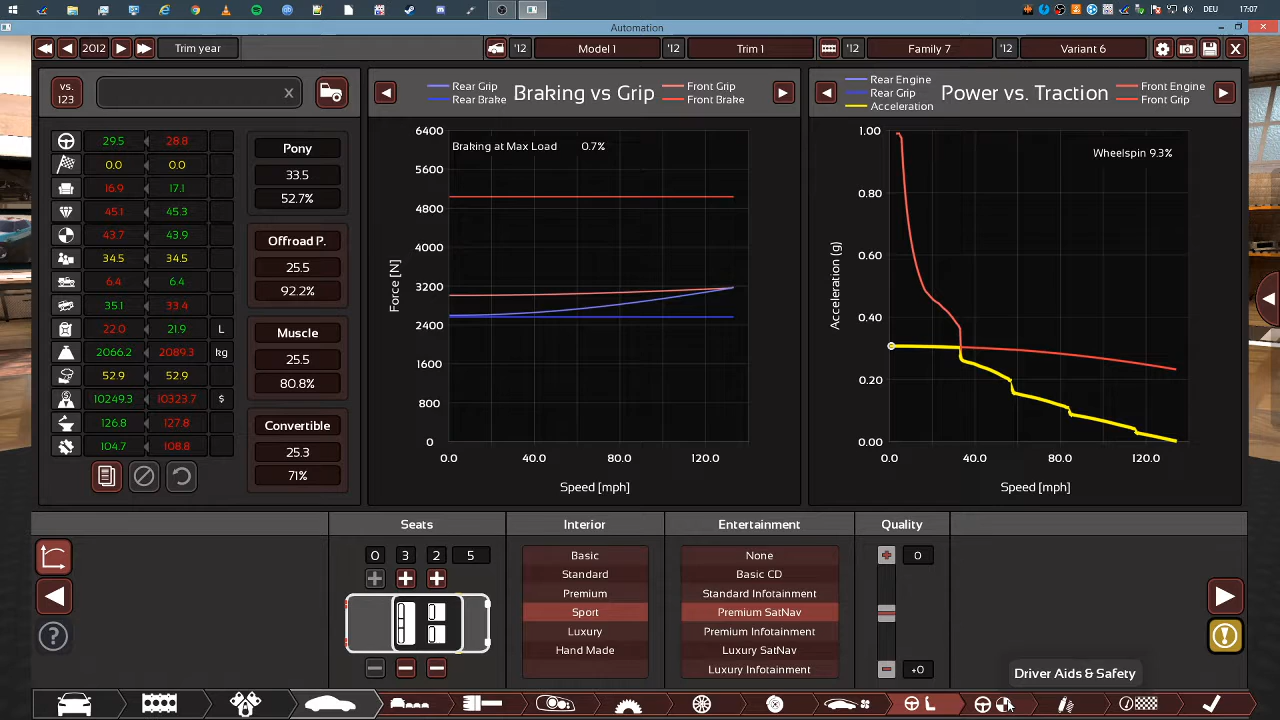 DEU 17:07
Automation
2012 Trim year
'12 Model 1 '12 Trim 1 '12 Family 7 '12 Variant 6
vs.
123
29.5 28.8
0.0 0.0
16.9 17.1
45.1 45.3
43.7 43.9
34.5 34.5
6.4 6.4
35.1 33.4
22.0 21.9 L
2066.2 2089.3 kg
52.9 52.9
10249.3 10323.7 $
126.8 127.8
104.7 108.8
Pony
33.5
52.7%
Offroad P.
25.5
92.2%
Muscle
25.5
80.8%
Convertible
25.3
71%
Rear Grip
Rear Brake
Braking vs Grip
Front Grip
Front Brake
Braking at Max Load 0.7%
6400
5600
4800
4000
3200
2400
1600
800
0
Force [N]
0.0 40.0 80.0 120.0
Speed [mph]
Rear Engine
Rear Grip
Acceleration
Power vs. Traction
Front Engine
Front Grip
Wheelspin 9.3%
1.00
0.80
0.60
0.40
0.20
0.00
Acceleration (g)
0.0 40.0 80.0 120.0
Speed [mph]
Seats
0 3 2 5
Interior
Basic
Standard
Premium
Sport
Luxury
Hand Made
Entertainment
None
Basic CD
Standard Infotainment
Premium SatNav
Premium Infotainment
Luxury SatNav
Luxury Infotainment
Quality
0
+0
Driver Aids & Safety